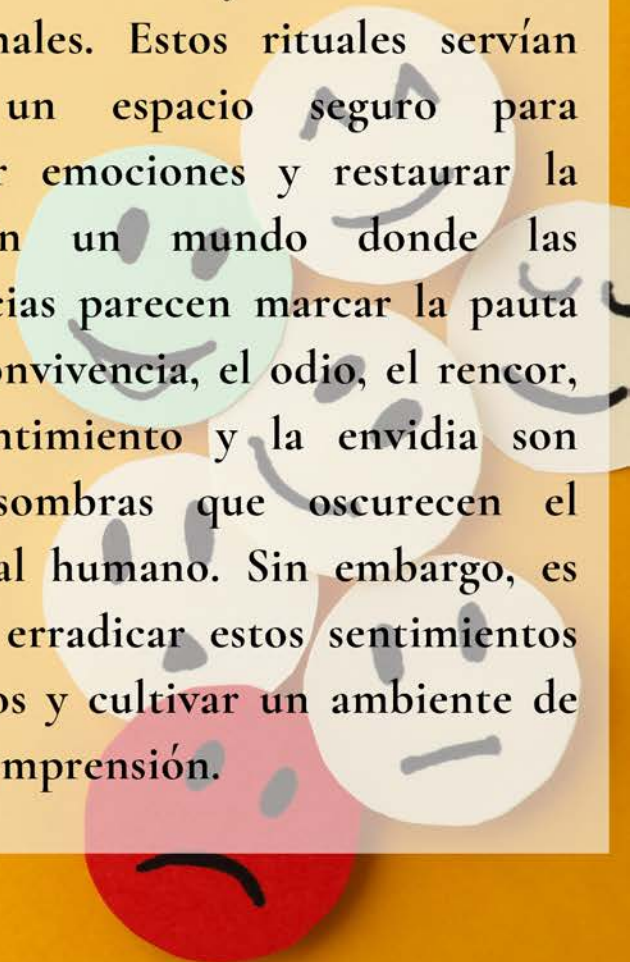 nales. Estos rituales servían
un espacio seguro para
r emociones y restaurar la
n un mundo donde las
cias parecen marcar la pauta
onvivencia, el odio, el rencor,
ntimiento y la envidia son
sombras que oscurecen el
al humano. Sin embargo, es
erradicar estos sentimientos
os y cultivar un ambiente de
mprensión.